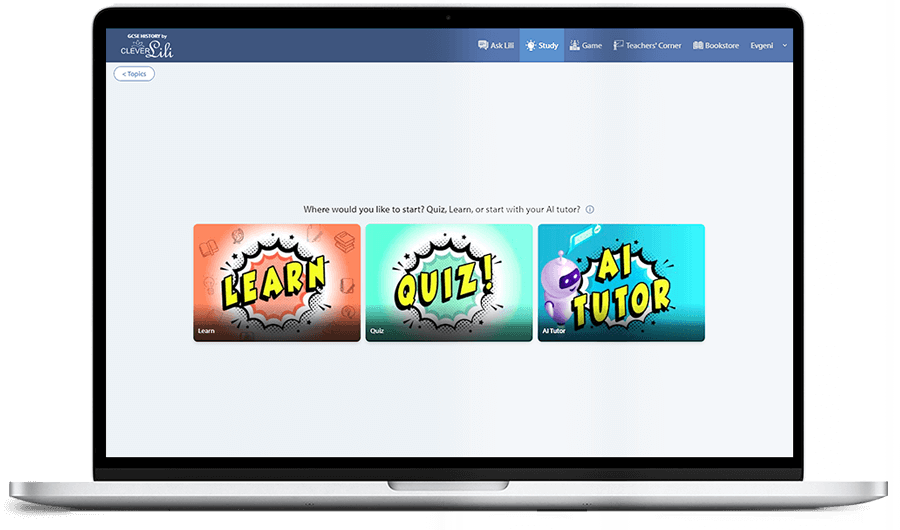 GCSE HISTORY by
CLEVER Lili
Ask Lili
Study
Game
Teachers' Corner
Bookstore
Evgeni
< Topics
Where would you like to start? Quiz, Learn, or start with your AI tutor?
LEARN
Learn
QUIZ!
Quiz
AI
TUTOR
AI Tutor